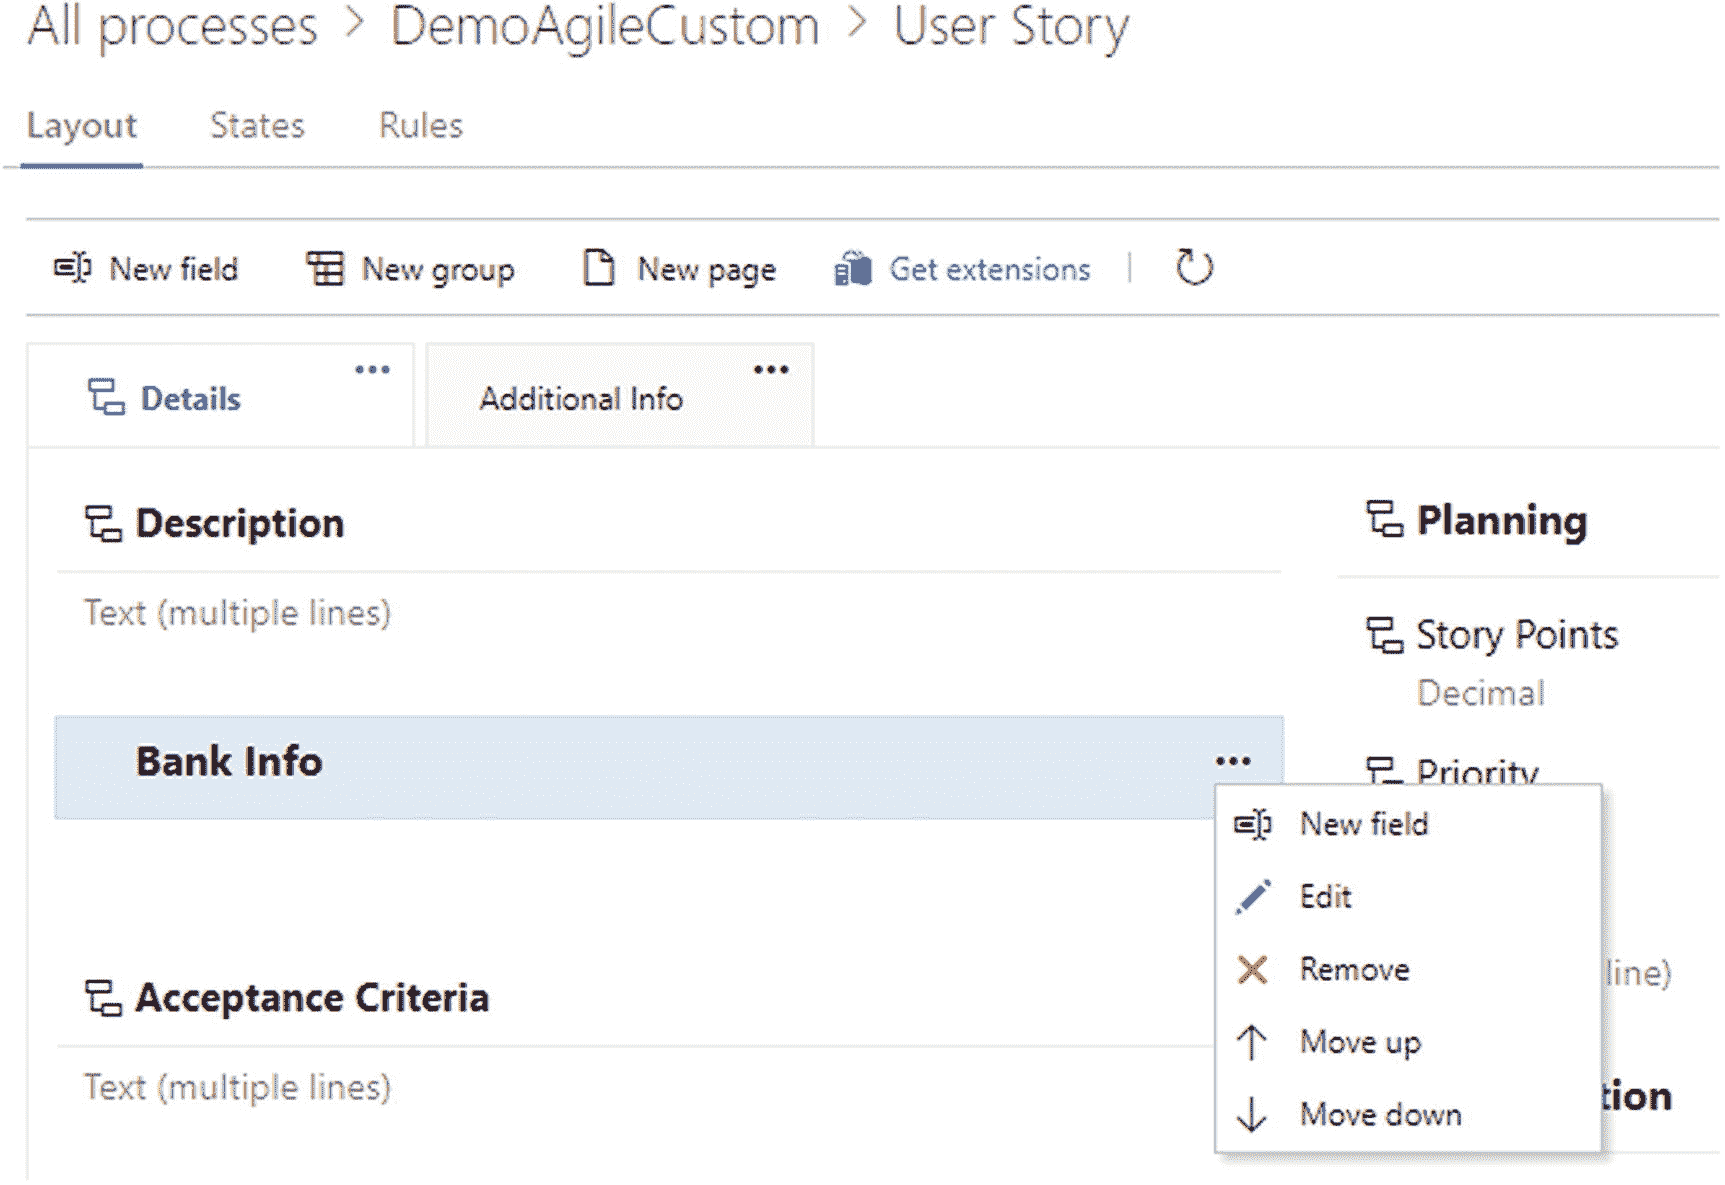 All processes > DemoAgileCustom > User Story
Layout States Rules
New field New group New page Get extensions
Details ••• Additional Info •••
Description
Text (multiple lines)
Bank Info •••
Acceptance Criteria
Text (multiple lines)
Planning
Story Points
Decimal
Priority
New field
Edit
Remove
Move up
Move down
line)
tion